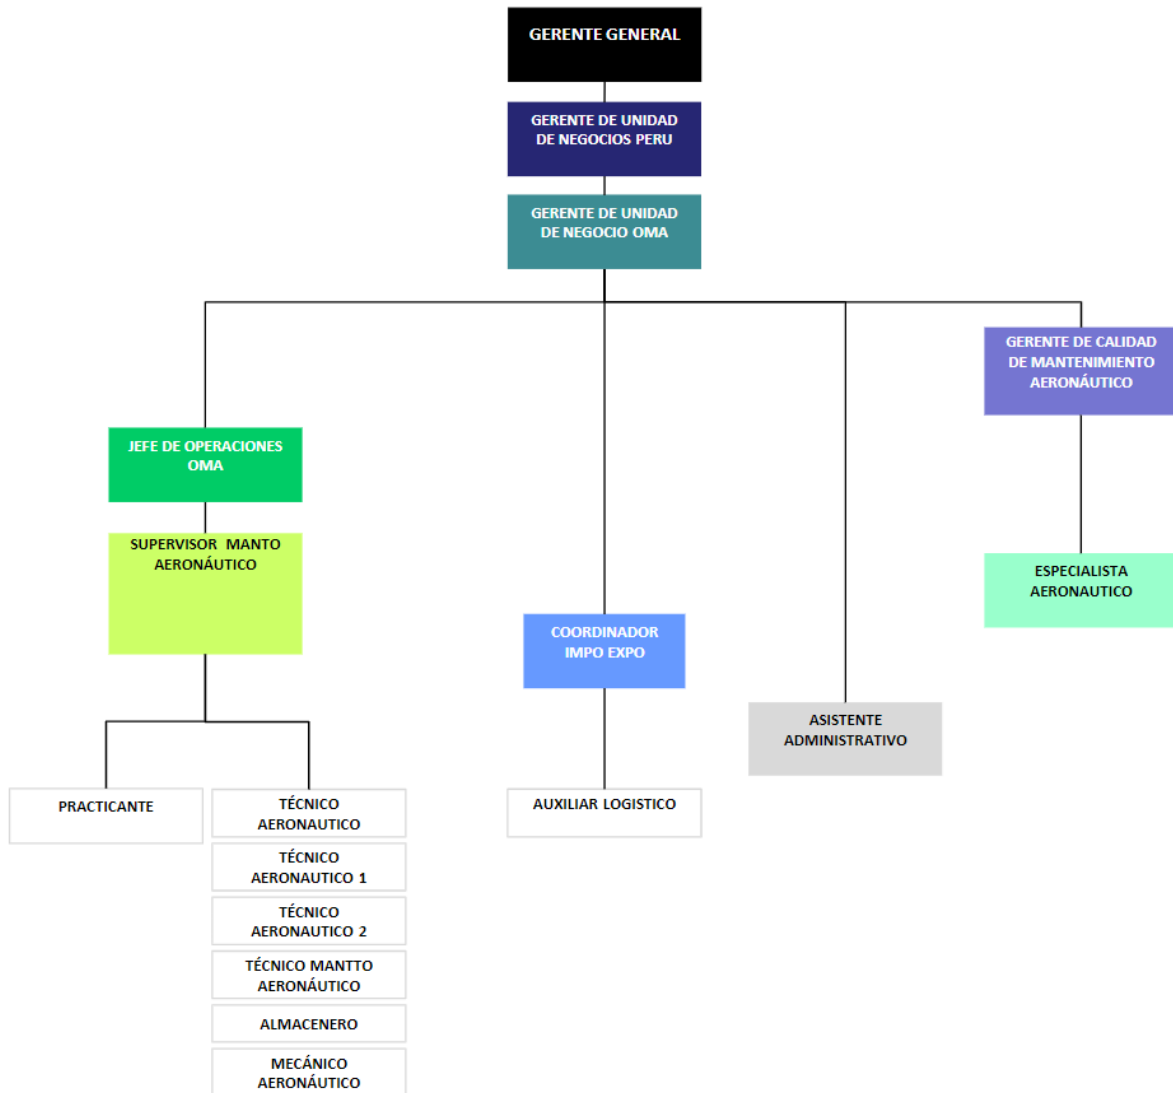 GERENTE GENERAL
GERENTE DE UNIDAD
DE NEGOCIOS PERU
GERENTE DE UNIDAD
DE NEGOCIO OMA
GERENTE DE CALIDAD
DE MANTENIMIENTO
AERONÁUTICO
JEFE DE OPERACIONES
OMA
SUPERVISOR MANTO
AERONÁUTICO
ESPECIALISTA
AERONAUTICO
COORDINADOR
IMPO EXPO
ASISTENTE
ADMINISTRATIVO
PRACTICANTE
TÉCNICO
AERONAUTICO
AUXILIAR LOGISTICO
TÉCNICO
AERONAUTICO 1
TÉCNICO
AERONAUTICO 2
TÉCNICO MANTTO
AERONÁUTICO
ALMACENERO
MECÁNICO
AERONÁUTICO